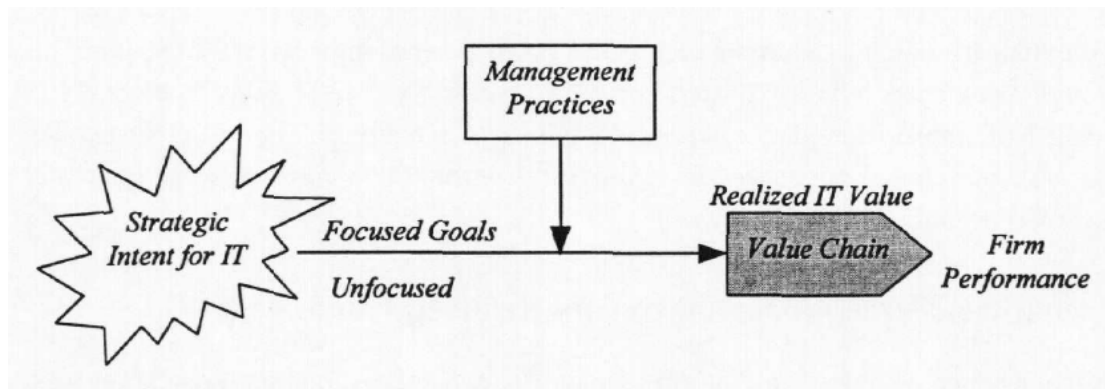 Management
Practices
Strategic
Intent for IT
Focused Goals
Unfocused
Realized IT Value
Value Chain
Firm
Performance